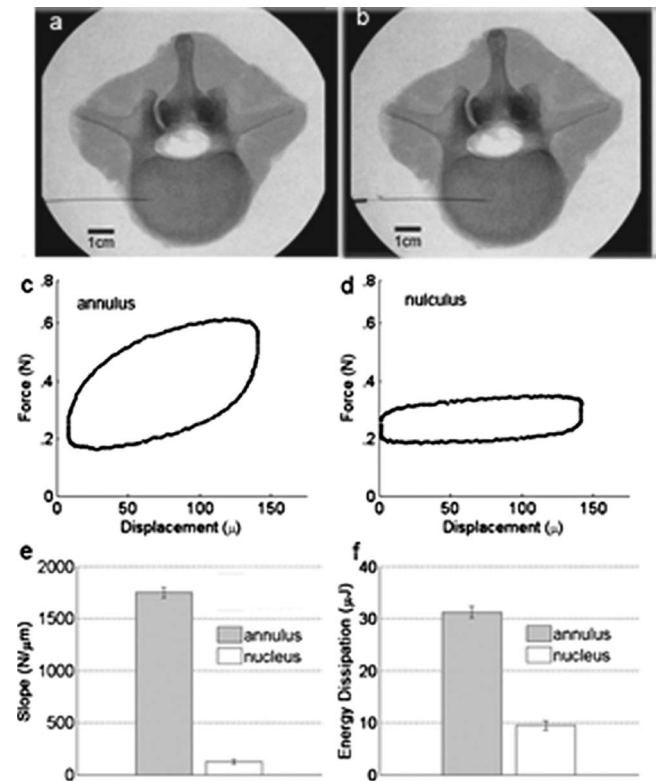 a
b
1cm
1cm
c
d
annulus
nulculus
Force (N)
.8
.6
.4
.2
0
0
50
100
150
Displacement (μ)
Force (N)
.8
.6
.4
.2
0
0
50
100
150
Displacement (μ)
e
f
Slope (N/μm)
2000
1500
1000
500
0
annulus
nucleus
Energy Dissipation (μJ)
40
30
20
10
0
annulus
nucleus